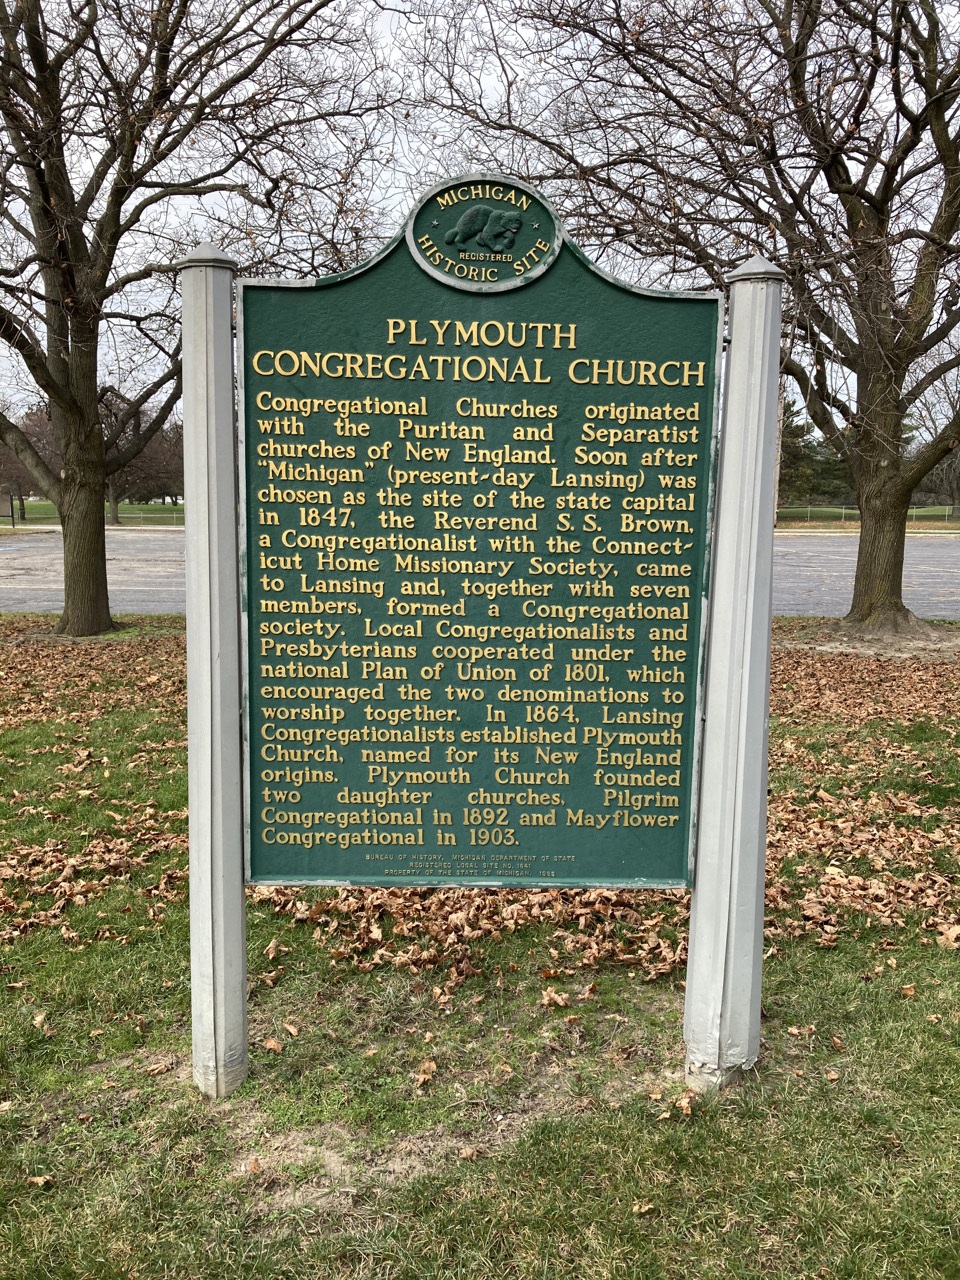 MICHIGAN
REGISTERED
HISTORIC SITE
PLYMOUTH
CONGREGATIONAL CHURCH
Congregational Churches originated
with the Puritan and Separatist
churches of New England. Soon after
"Michigan" (present-day Lansing) was
chosen as the site of the state capital
in 1847, the Reverend S. S. Brown,
a Congregationalist with the Connect-
icut Home Missionary Society, came
to Lansing and, together with seven
members, formed a Congregational
society. Local Congregationalists and
Presbyterians cooperated under the
national Plan of Union of 1801, which
encouraged the two denominations to
worship together. In 1864, Lansing
Congregationalists established Plymouth
Church, named for its New England
origins. Plymouth Church founded
two daughter churches, Pilgrim
Congregational in 1892 and Mayflower
Congregational in 1903.
BUREAU OF HISTORY, MICHIGAN DEPARTMENT OF STATE
REGISTERED LOCAL SITE NO.
PROPERTY OF THE STATE OF MICHIGAN,